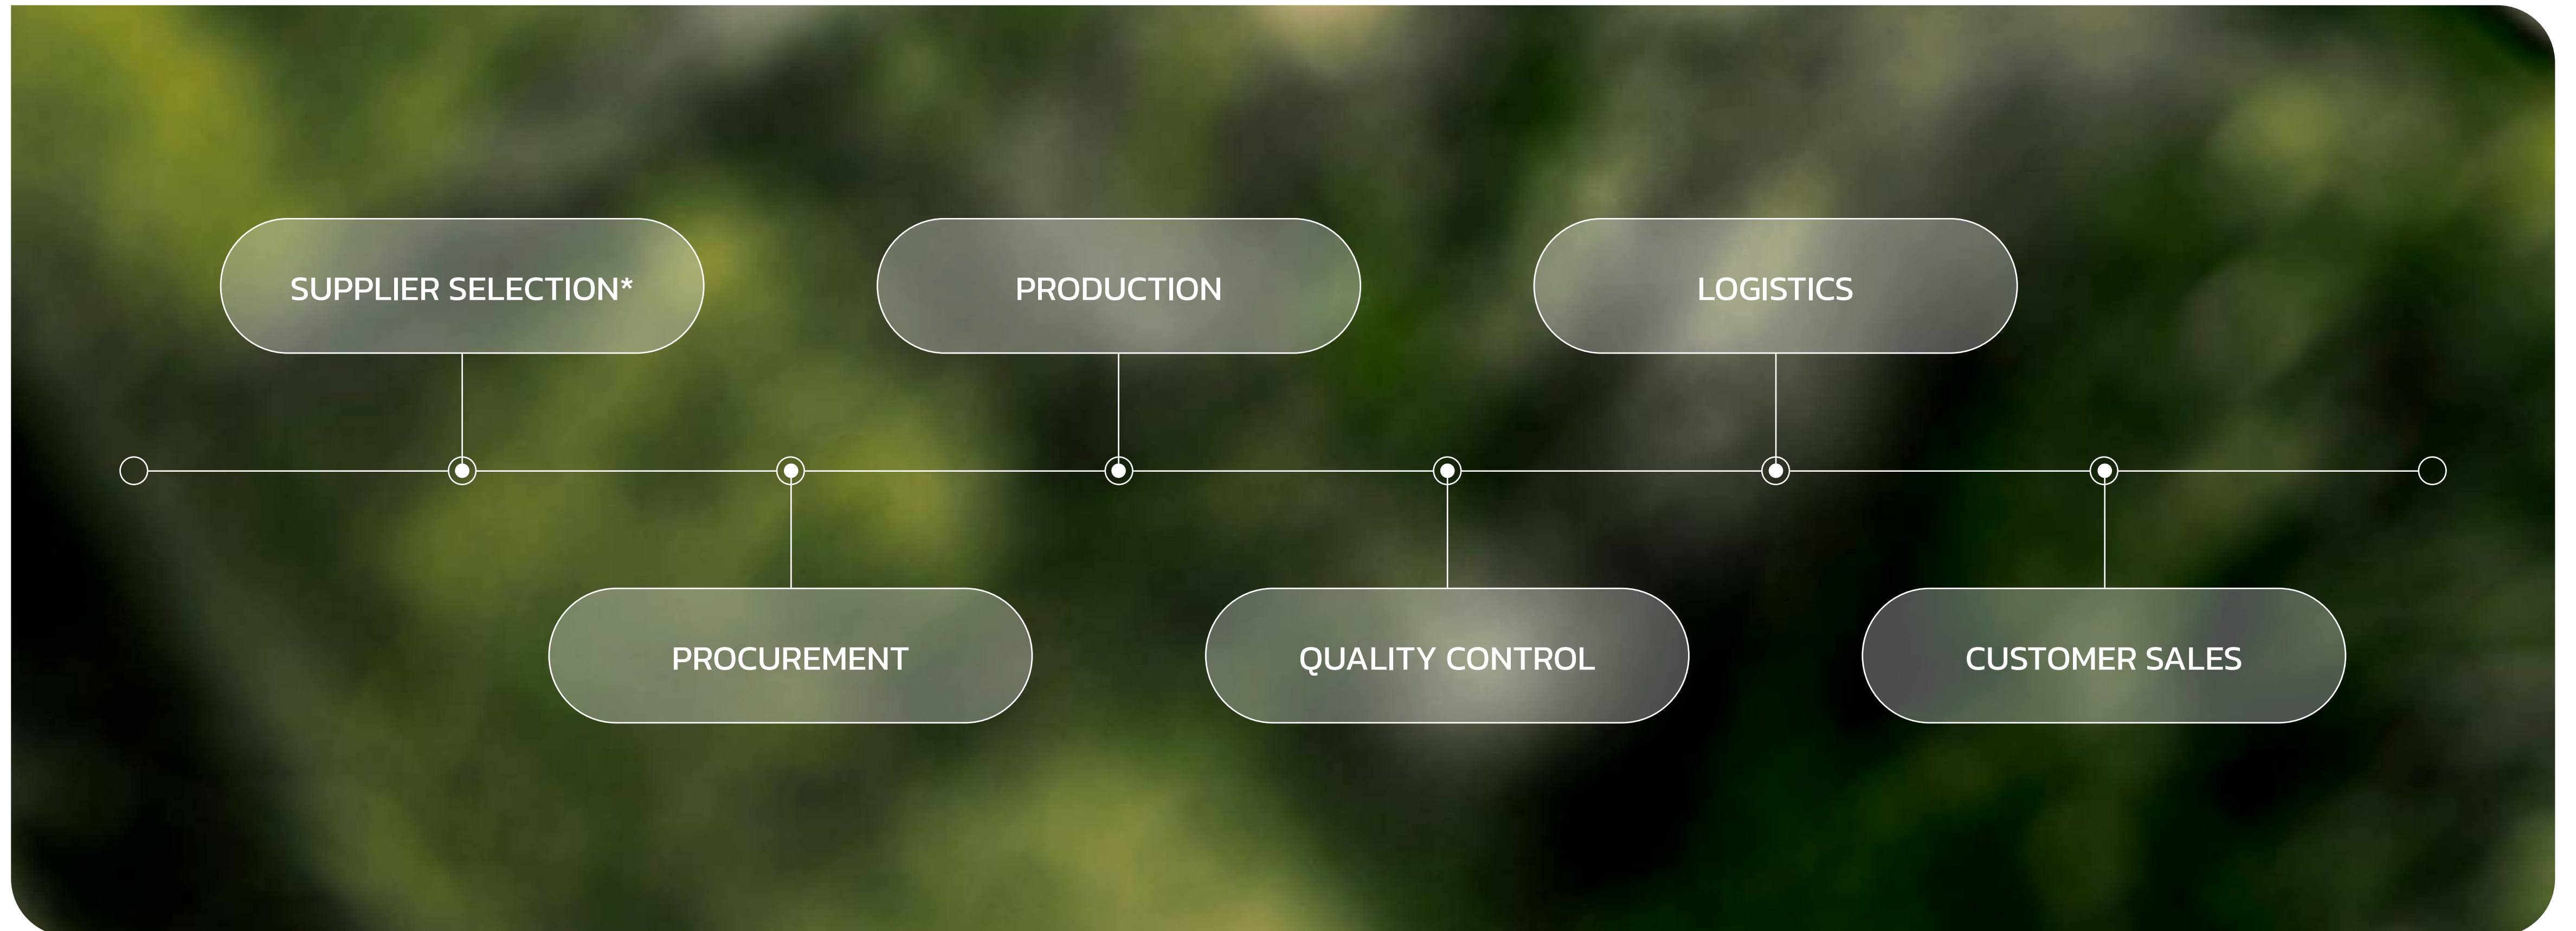 SUPPLIER SELECTION*
PROCUREMENT
PRODUCTION
QUALITY CONTROL
LOGISTICS
CUSTOMER SALES